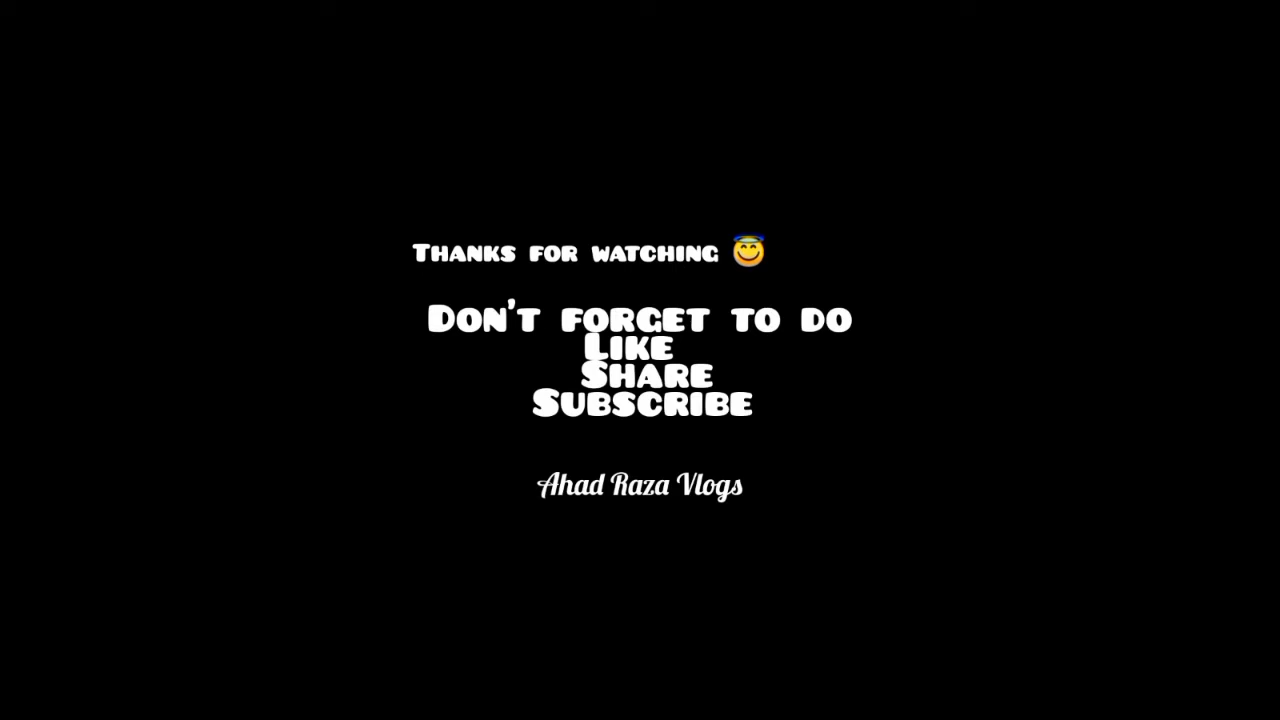 Thanks for watching 😇
Don't forget to do
Like
Share
Subscribe
Ahad Raza Vlogs